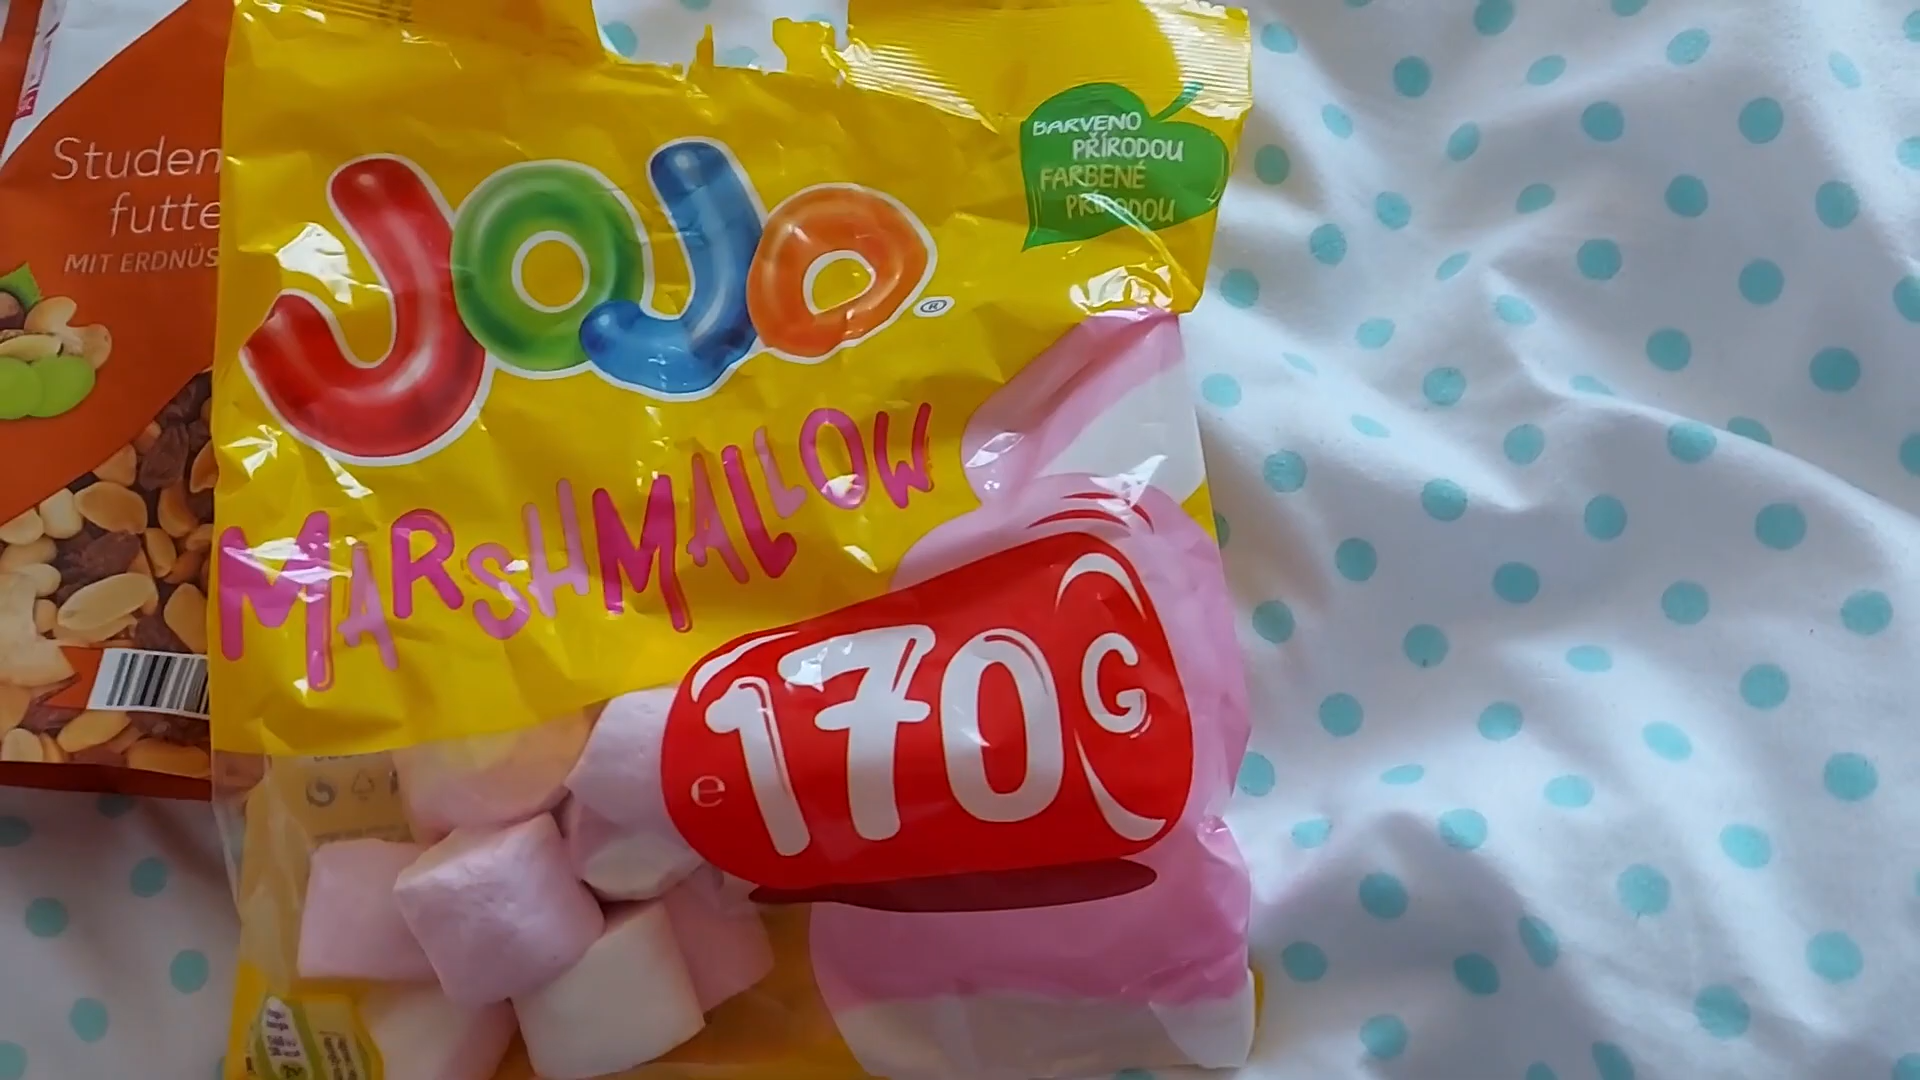 Studen
futte
MIT ERDNÜS
JOJO
®
BARVENO
PŘÍRODOU
FARBENÉ
PRÍRODOU
MARSHMALLOW
170G
e